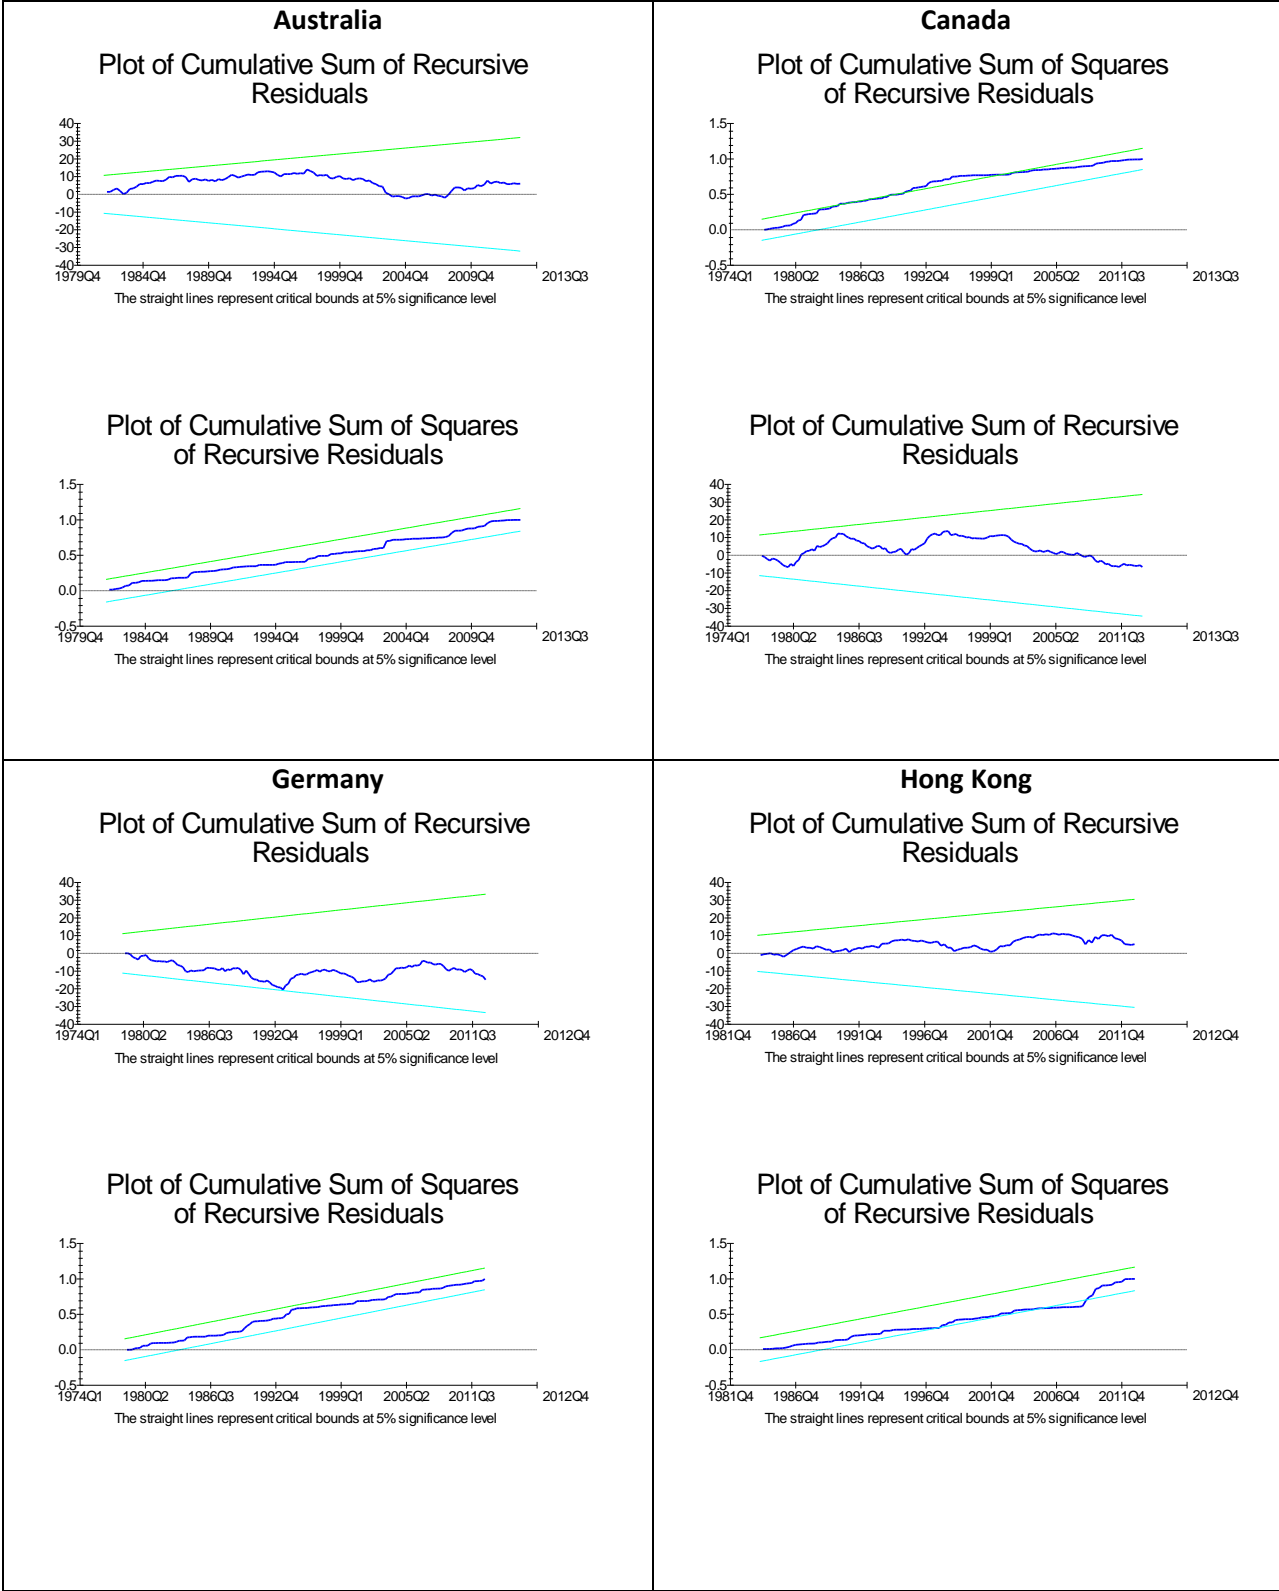 Australia
Plot of Cumulative Sum of Recursive
Residuals
40
30
20
10
0
-10
-20
-30
-40
1979Q4 1984Q4 1989Q4 1994Q4 1999Q4 2004Q4 2009Q4 2013Q3
The straight lines represent critical bounds at 5% significance level
Plot of Cumulative Sum of Squares
of Recursive Residuals
1.5
1.0
0.5
0.0
-0.5
1979Q4 1984Q4 1989Q4 1994Q4 1999Q4 2004Q4 2009Q4 2013Q3
The straight lines represent critical bounds at 5% significance level
Canada
Plot of Cumulative Sum of Squares
of Recursive Residuals
1.5
1.0
0.5
0.0
-0.5
1974Q1 1980Q2 1986Q3 1992Q4 1999Q1 2005Q2 2011Q3 2013Q3
The straight lines represent critical bounds at 5% significance level
Plot of Cumulative Sum of Recursive
Residuals
40
30
20
10
0
-10
-20
-30
-40
1974Q1 1980Q2 1986Q3 1992Q4 1999Q1 2005Q2 2011Q3 2013Q3
The straight lines represent critical bounds at 5% significance level
Germany
Plot of Cumulative Sum of Recursive
Residuals
40
30
20
10
0
-10
-20
-30
-40
1974Q1 1980Q2 1986Q3 1992Q4 1999Q1 2005Q2 2011Q3 2012Q4
The straight lines represent critical bounds at 5% significance level
Plot of Cumulative Sum of Squares
of Recursive Residuals
1.5
1.0
0.5
0.0
-0.5
1974Q1 1980Q2 1986Q3 1992Q4 1999Q1 2005Q2 2011Q3 2012Q4
The straight lines represent critical bounds at 5% significance level
Hong Kong
Plot of Cumulative Sum of Recursive
Residuals
40
30
20
10
0
-10
-20
-30
-40
1981Q4 1986Q4 1991Q4 1996Q4 2001Q4 2006Q4 2011Q4 2012Q4
The straight lines represent critical bounds at 5% significance level
Plot of Cumulative Sum of Squares
of Recursive Residuals
1.5
1.0
0.5
0.0
-0.5
1981Q4 1986Q4 1991Q4 1996Q4 2001Q4 2006Q4 2011Q4 2012Q4
The straight lines represent critical bounds at 5% significance level